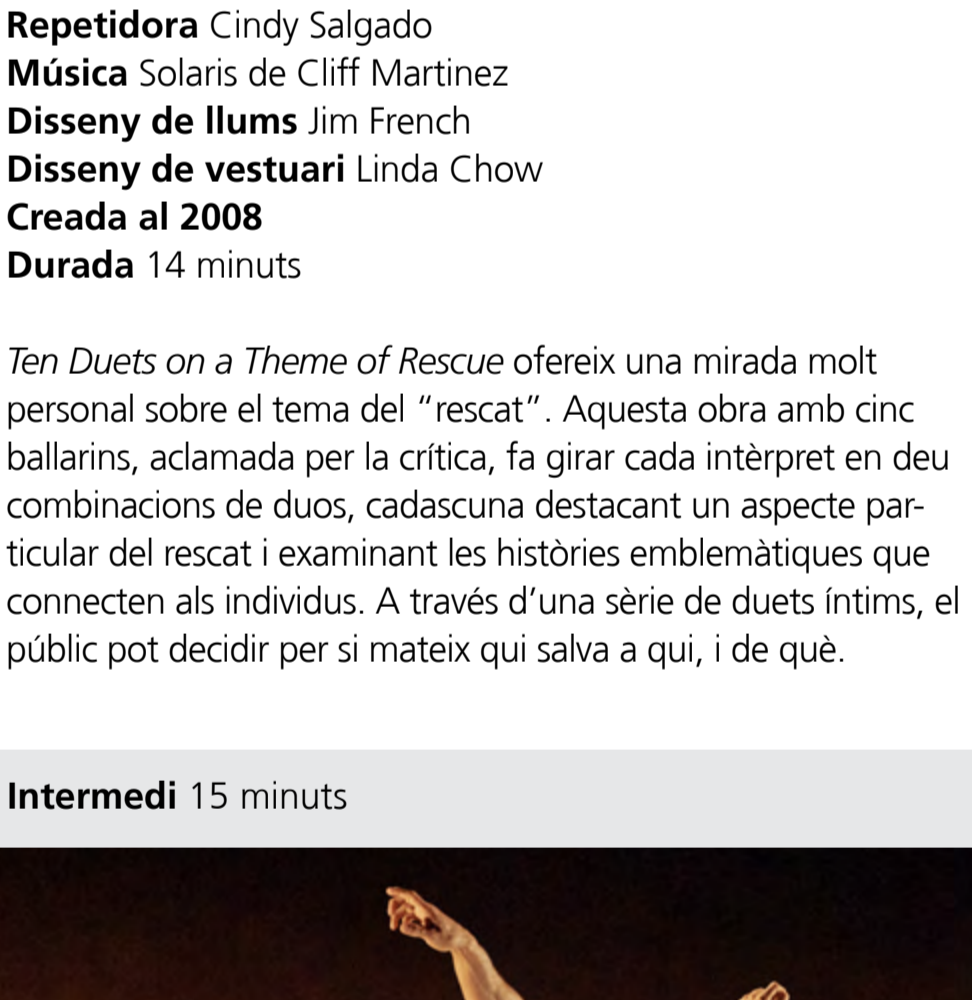 Repetidora Cindy Salgado
Música Solaris de Cliff Martinez
Disseny de llums Jim French
Disseny de vestuari Linda Chow
Creada al 2008
Durada 14 minuts
Ten Duets on a Theme of Rescue ofereix una mirada molt
personal sobre el tema del “rescat”. Aquesta obra amb cinc
ballarins, aclamada per la crítica, fa girar cada intèrpret en deu
combinacions de duos, cadascuna destacant un aspecte par-
ticular del rescat i examinant les històries emblemàtiques que
connecten als individus. A través d’una sèrie de duets íntims, el
públic pot decidir per si mateix qui salva a qui, i de què.
Intermedi 15 minuts